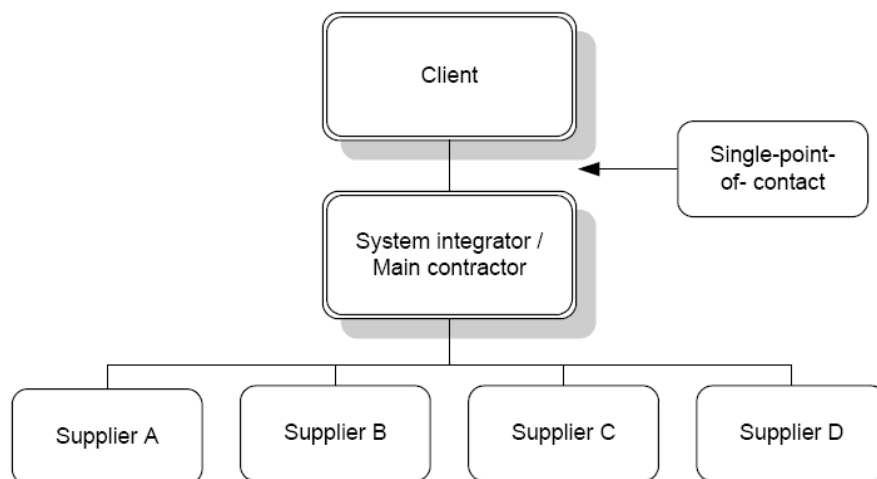 Client
Single-point-
of- contact
System integrator /
Main contractor
Supplier A
Supplier B
Supplier C
Supplier D